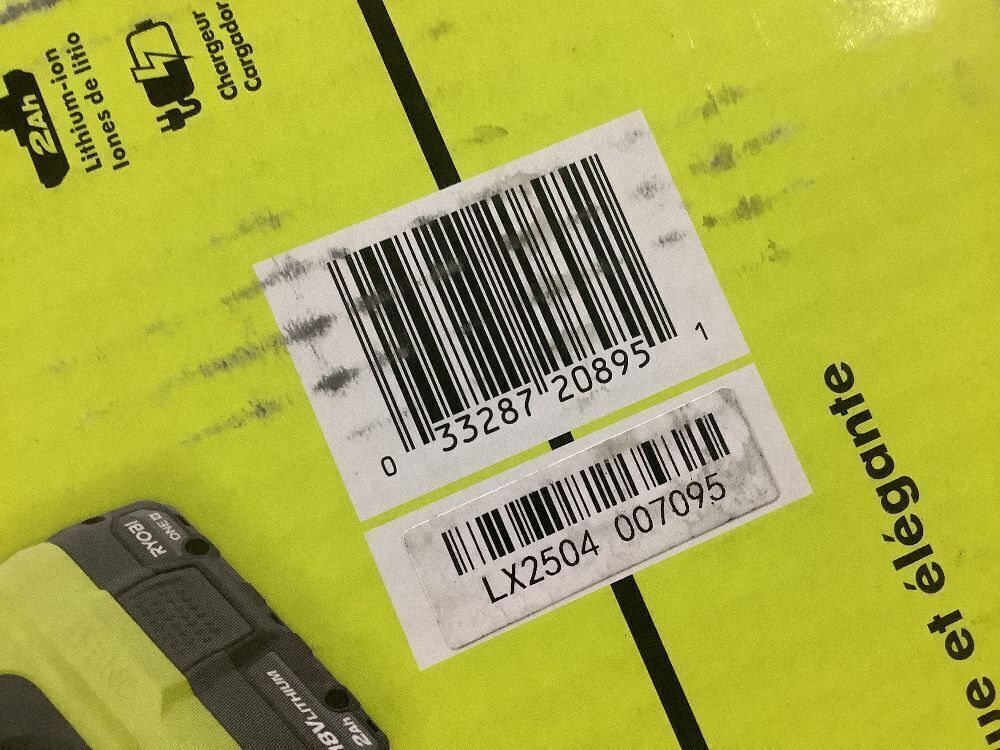 2Ah
Lithium-ion
Iones de litio
Chargeur
Cargador
0 33287 20895 1
LX2504 007095
RYOBI
ONE+
18V LITHIUM
2Ah
et élégante